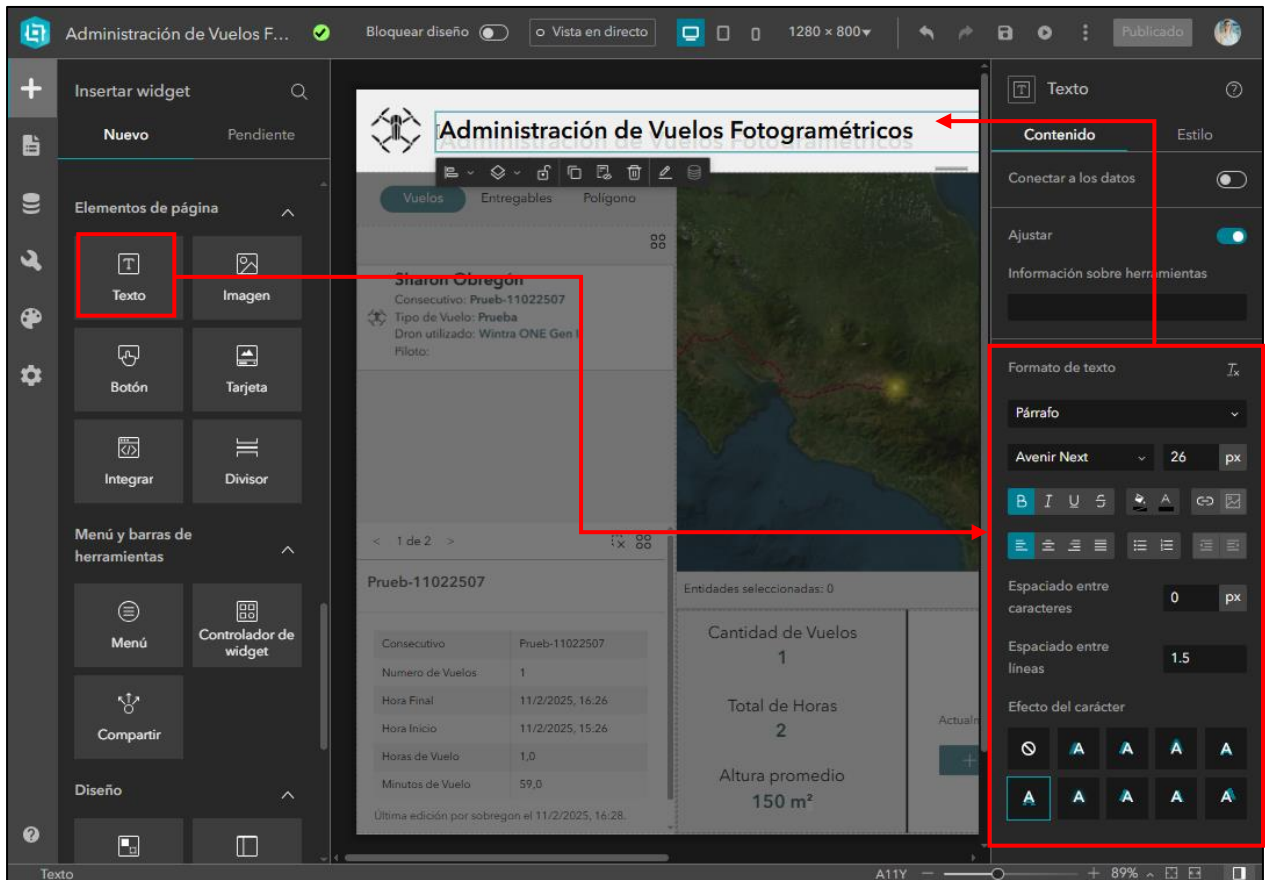 Administración de Vuelos F...
Bloquear diseño
Vista en directo
1280 × 800
Publicado
Insertar widget
Nuevo
Pendiente
Elementos de página
Texto
Imagen
Botón
Tarjeta
Integrar
Divisor
Menú y barras de
herramientas
Menú
Controlador de
widget
Compartir
Diseño
Administración de Vuelos Fotogramétricos
Vuelos
Entregables
Polígono
Sharon Obregón
Consecutivo: Prueb-11022507
Tipo de Vuelo: Prueba
Dron utilizado: Wintra ONE Gen I
Piloto:
< 1 de 2 >
Prueb-11022507
Consecutivo Prueb-11022507
Numero de Vuelos 1
Hora Final 11/2/2025, 16:26
Hora Inicio 11/2/2025, 15:26
Horas de Vuelo 1,0
Minutos de Vuelo 59,0
Última edición por sobregon el 11/2/2025, 16:28.
Entidades seleccionadas: 0
Cantidad de Vuelos
1
Total de Horas
2
Altura promedio
150 m²
Actualm
Texto
Contenido
Estilo
Conectar a los datos
Ajustar
Información sobre herramientas
Formato de texto
Párrafo
Avenir Next
26 px
B I U S A
Espaciado entre
caracteres
0 px
Espaciado entre
líneas
1.5
Efecto del carácter
A A A A
A A A A A
Texto
A11Y
89%